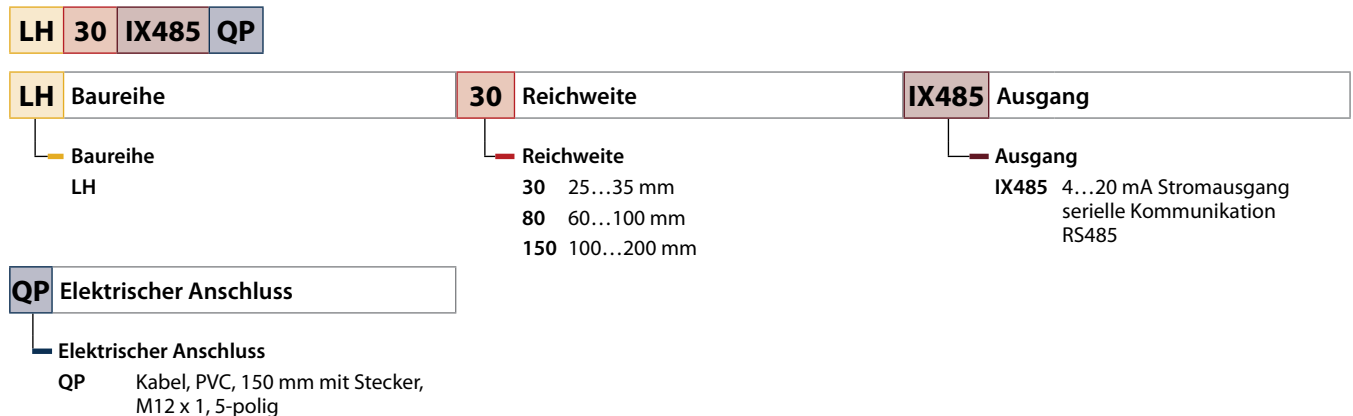 LH 30 IX485 QP
LH Baureihe
30 Reichweite
IX485 Ausgang
Baureihe
LH
Reichweite
30 25…35 mm
80 60…100 mm
150 100…200 mm
Ausgang
IX485 4…20 mA Stromausgang
serielle Kommunikation
RS485
QP Elektrischer Anschluss
Elektrischer Anschluss
QP Kabel, PVC, 150 mm mit Stecker,
M12 x 1, 5-polig